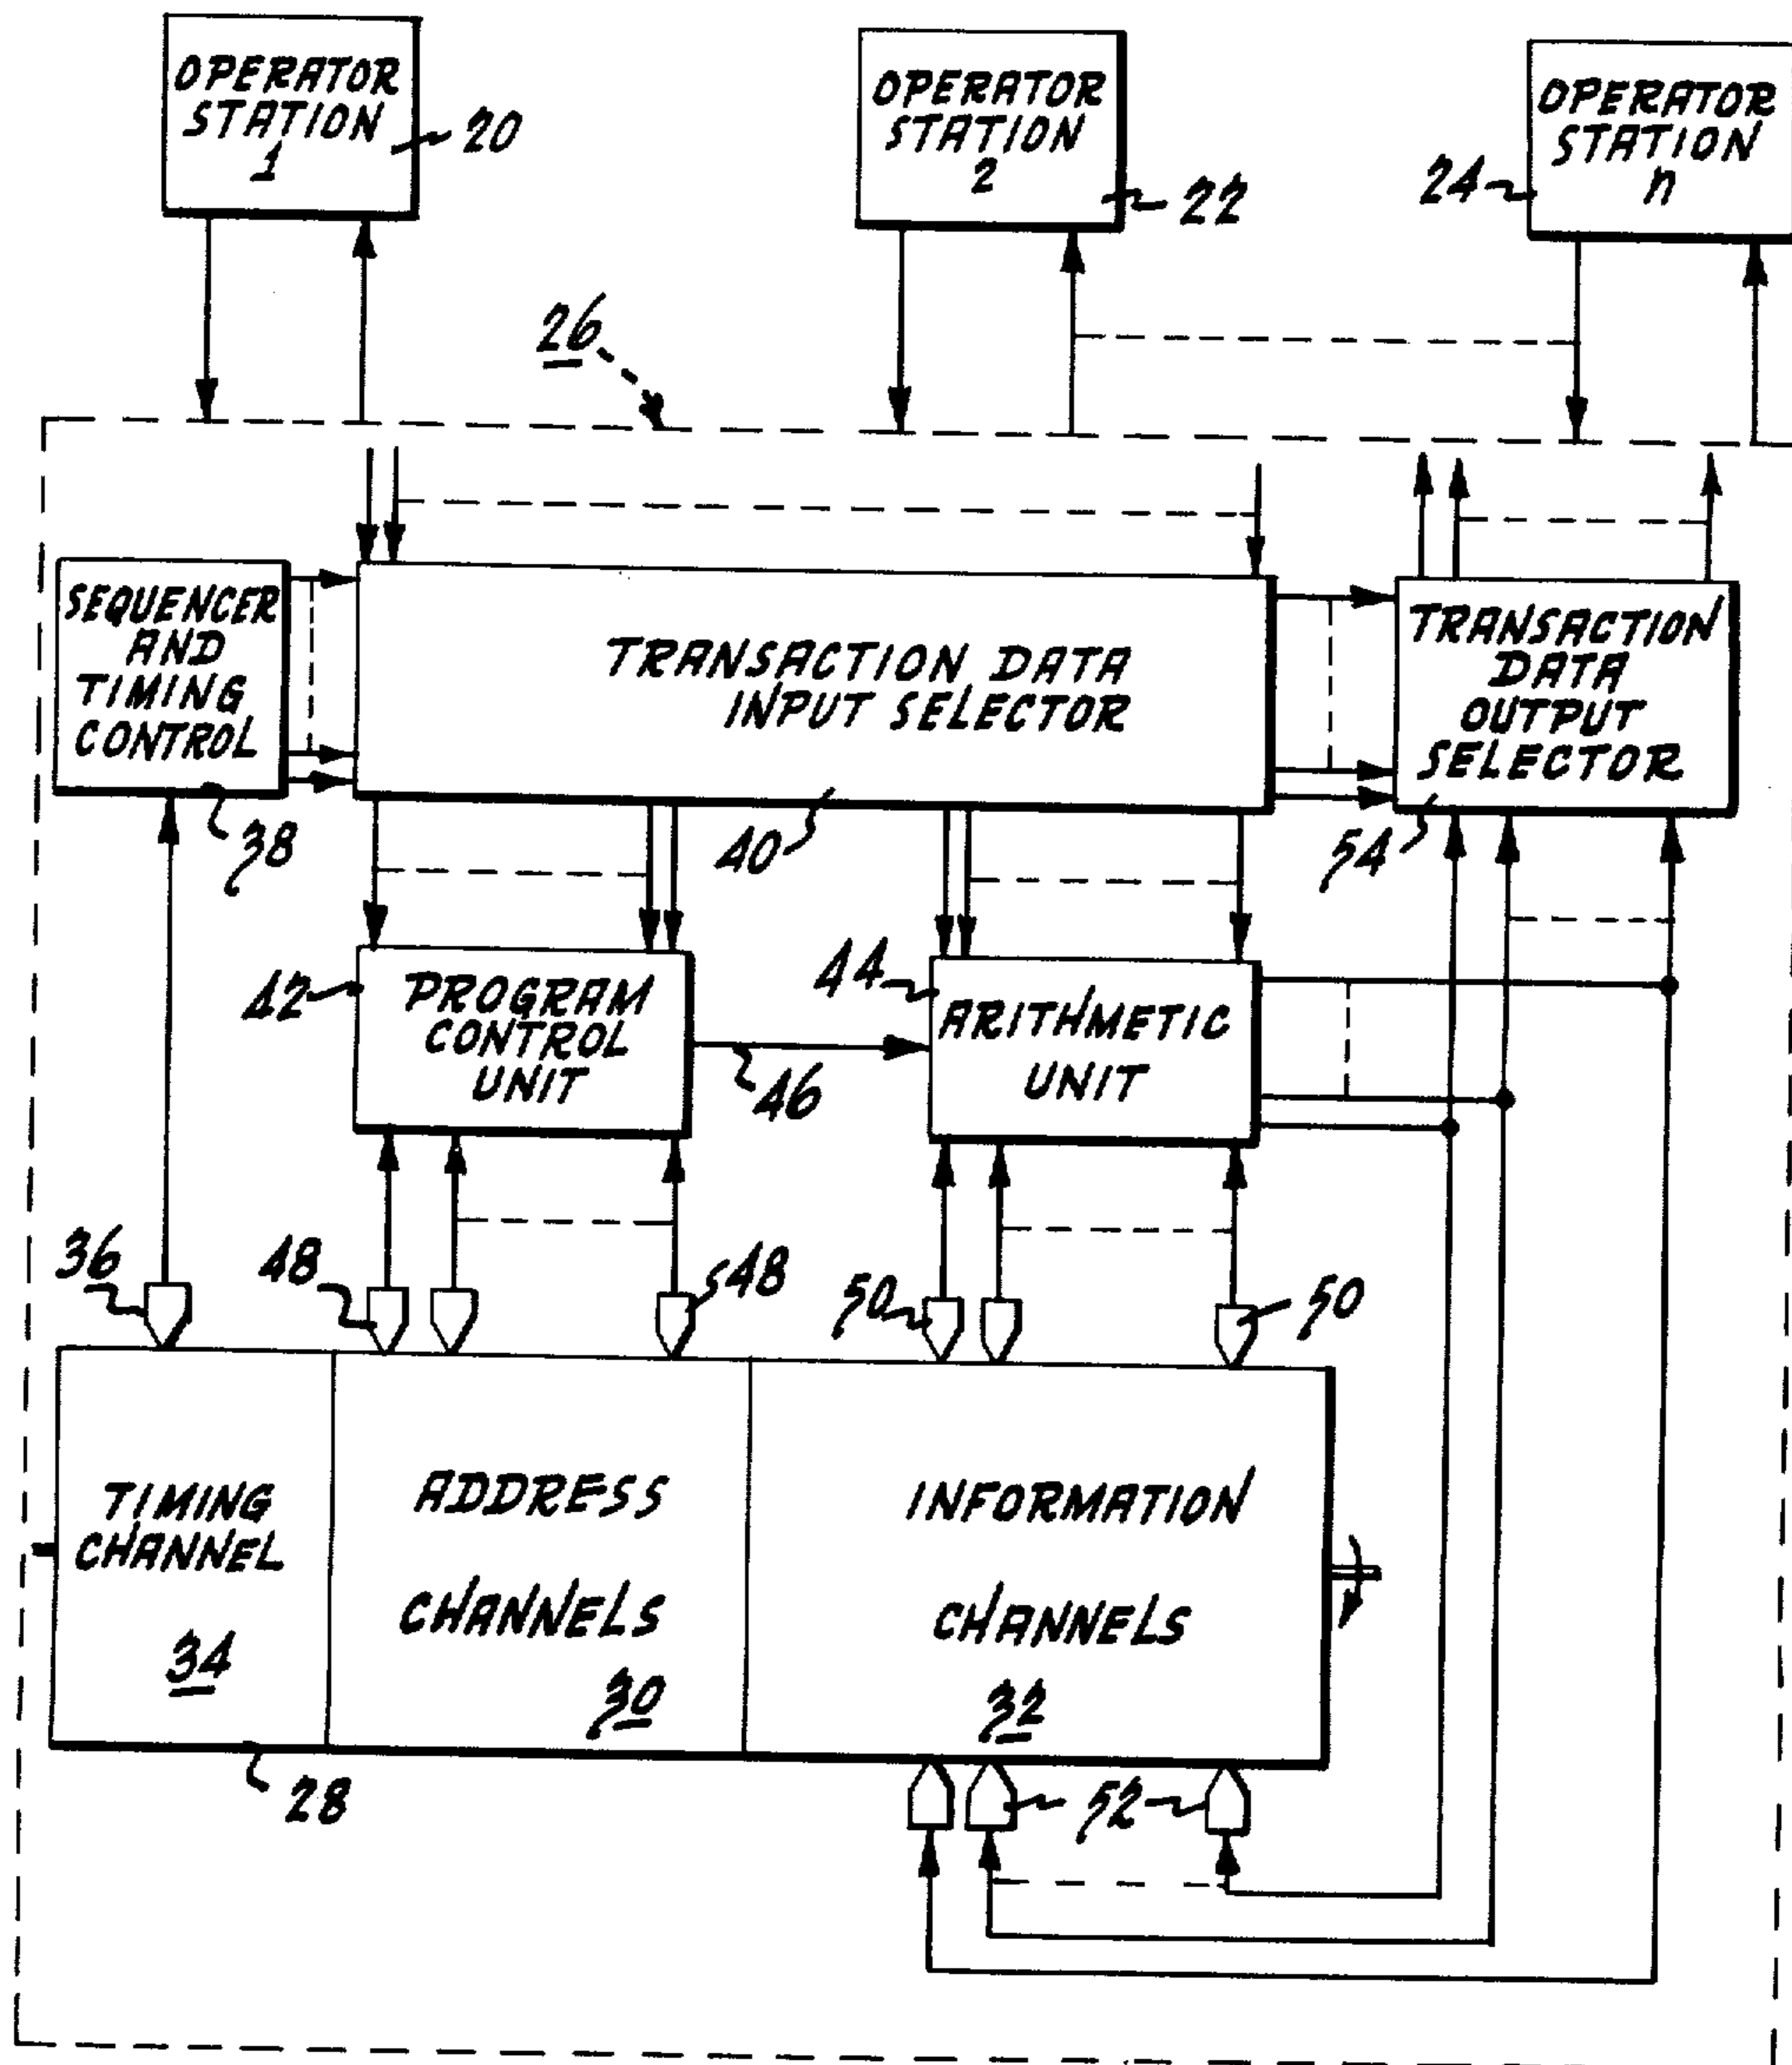 OPERATOR
STATION
1
20
OPERATOR
STATION
2
22
OPERATOR
STATION
n
24
26
SEQUENCER
AND
TIMING
CONTROL
38
TRANSACTION DATA
INPUT SELECTOR
40
TRANSACTION
DATA
OUTPUT
SELECTOR
54
42
PROGRAM
CONTROL
UNIT
46
44
ARITHMETIC
UNIT
36
48
48
50
50
TIMING
CHANNEL
34
ADDRESS
CHANNELS
30
INFORMATION
CHANNELS
32
28
52